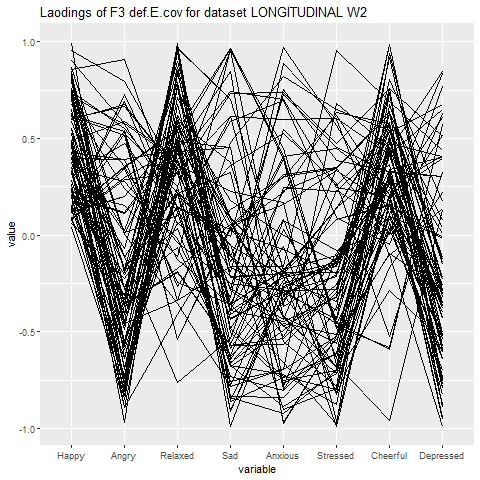 Laodings of F3 def.E.cov for dataset LONGITUDINAL W2
1.0
0.5
0.0
-0.5
-1.0
value
Happy Angry Relaxed Sad Anxious Stressed Cheerful Depressed
variable